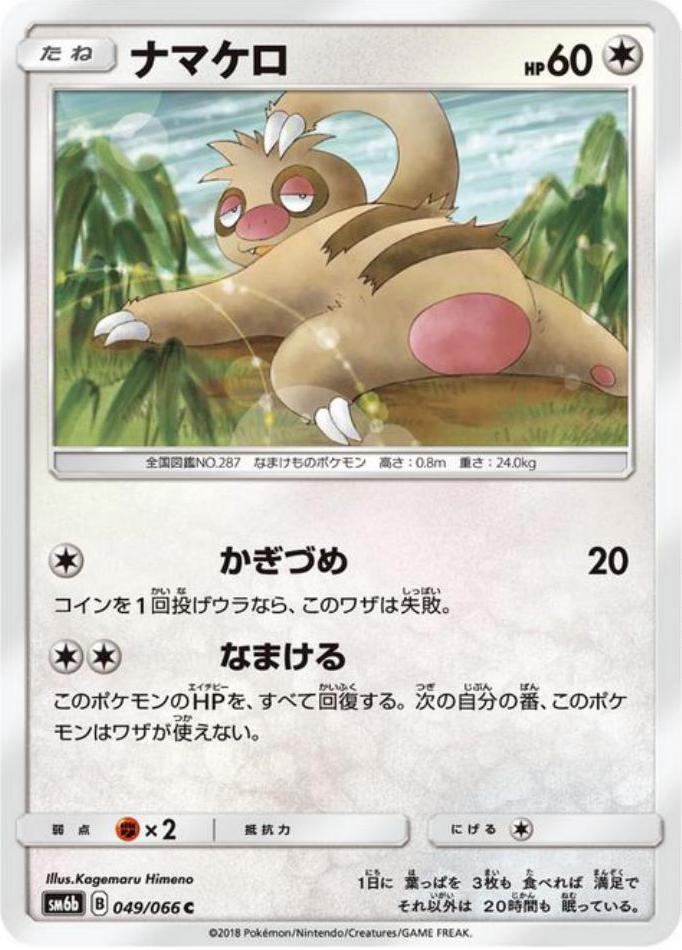 たね ナマケロ HP60
全国図鑑NO.287 なまけものポケモン 高さ:0.8m 重さ:24.0kg
かぎづめ 20
コインを1回投げウラなら、このワザは失敗。
なまける
このポケモンのHPを、すべて回復する。次の自分の番、このポケ
モンはワザが使えない。
弱点 ×2 抵抗力 にげる
Illus.Kagemaru Himeno
1日に 葉っぱを 3枚も 食べれば 満足で
sm6b B 049/066 C
それ以外は 20時間も 眠っている。
©2018 Pokémon/Nintendo/Creatures/GAME FREAK.